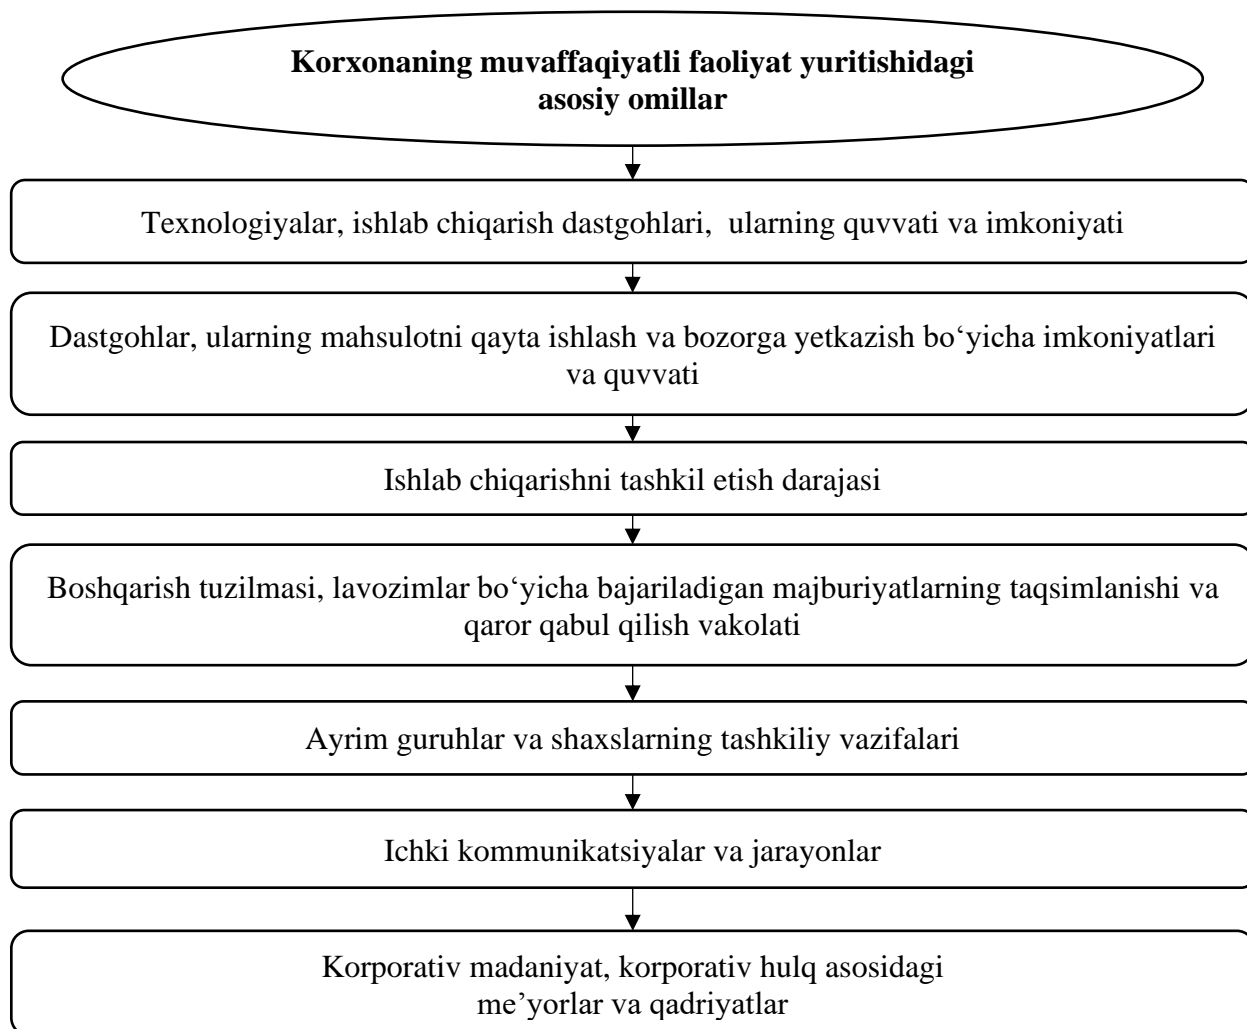 Korxonaning muvaffaqiyatli faoliyat yuritishidagi
asosiy omillar
Texnologiyalar, ishlab chiqarish dastgohlari,  ularning quvvati va imkoniyati
Dastgohlar, ularning mahsulotni qayta ishlash va bozorga yetkazish bo‘yicha imkoniyatlari
va quvvati
Ishlab chiqarishni tashkil etish darajasi
Boshqarish tuzilmasi, lavozimlar bo‘yicha bajariladigan majburiyatlarning taqsimlanishi va
qaror qabul qilish vakolati
Ayrim guruhlar va shaxslarning tashkiliy vazifalari
Ichki kommunikatsiyalar va jarayonlar
Korporativ madaniyat, korporativ hulq asosidagi
me’yorlar va qadriyatlar